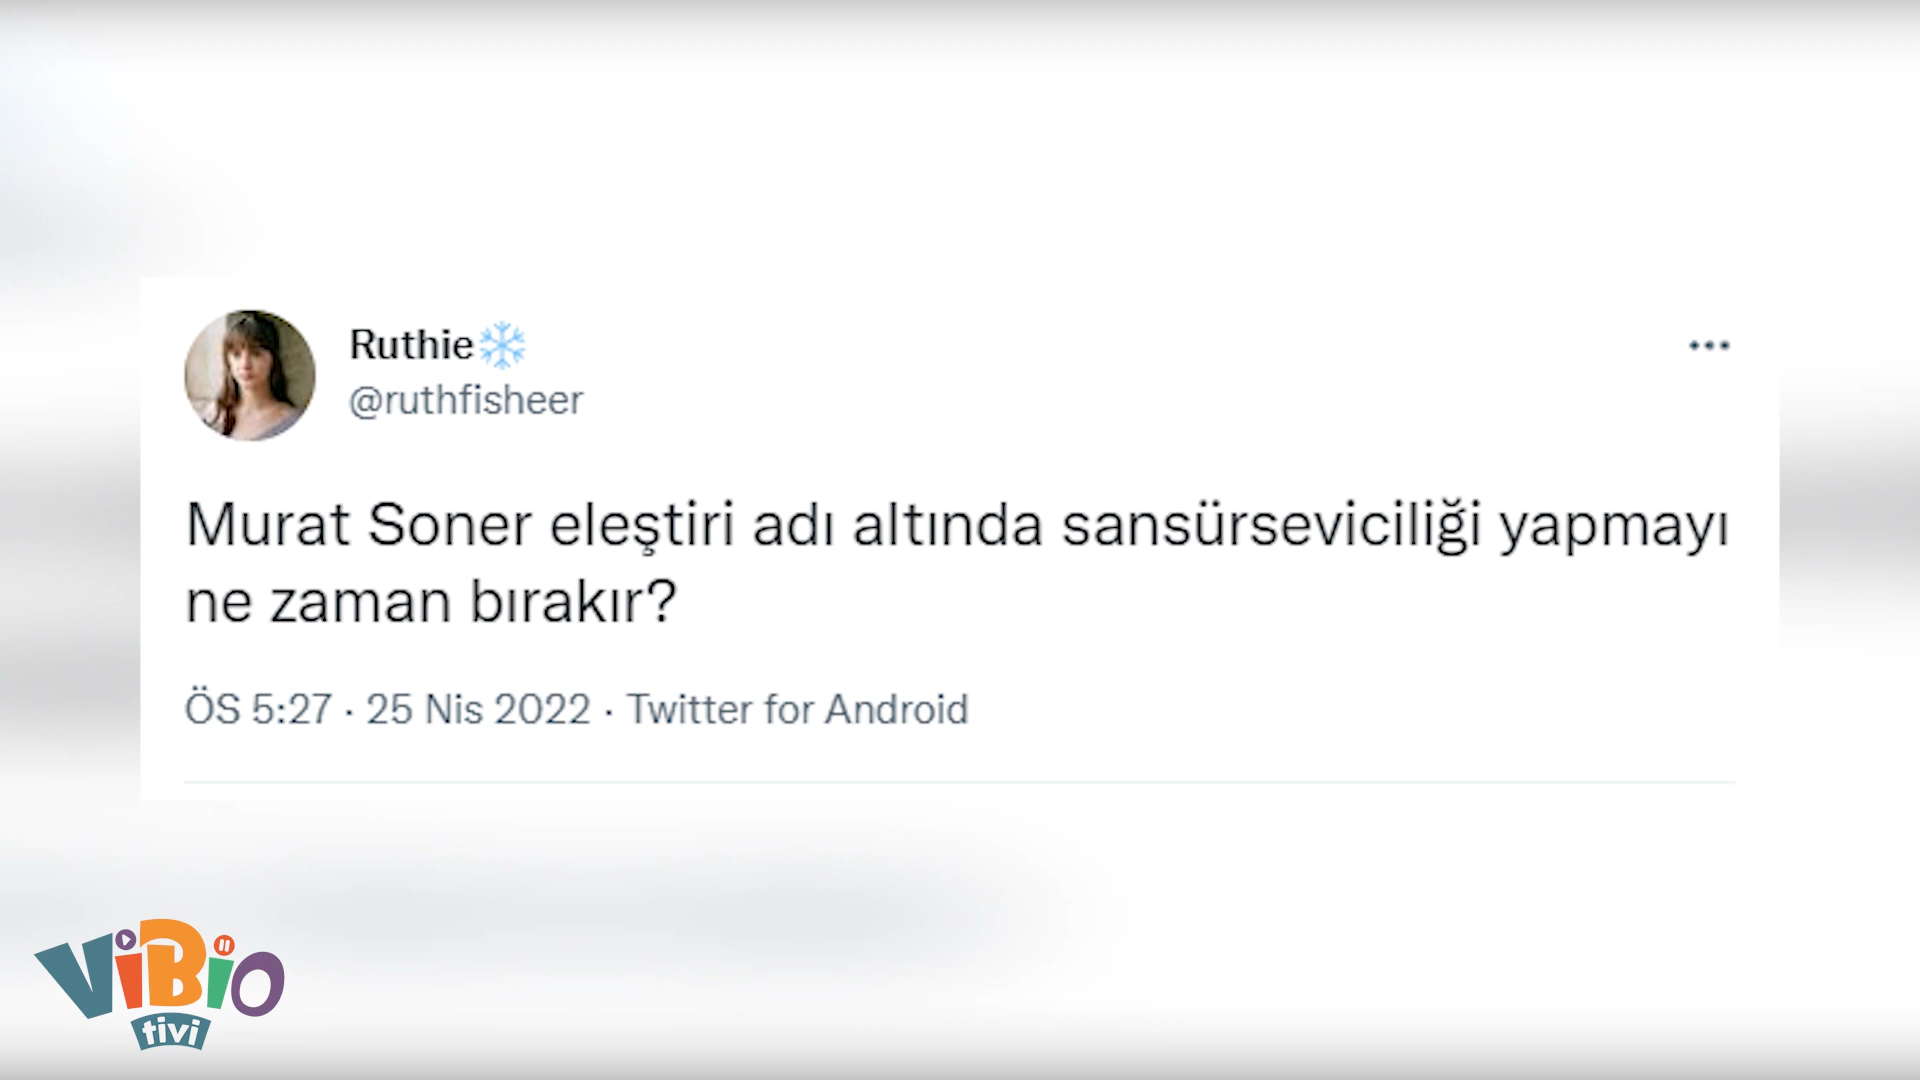 Ruthie❄️
@ruthfisheer
Murat Soner eleştiri adı altında sansürseviciliği yapmayı
ne zaman bırakır?
ÖS 5:27 · 25 Nis 2022 · Twitter for Android
ViBiO
tivi